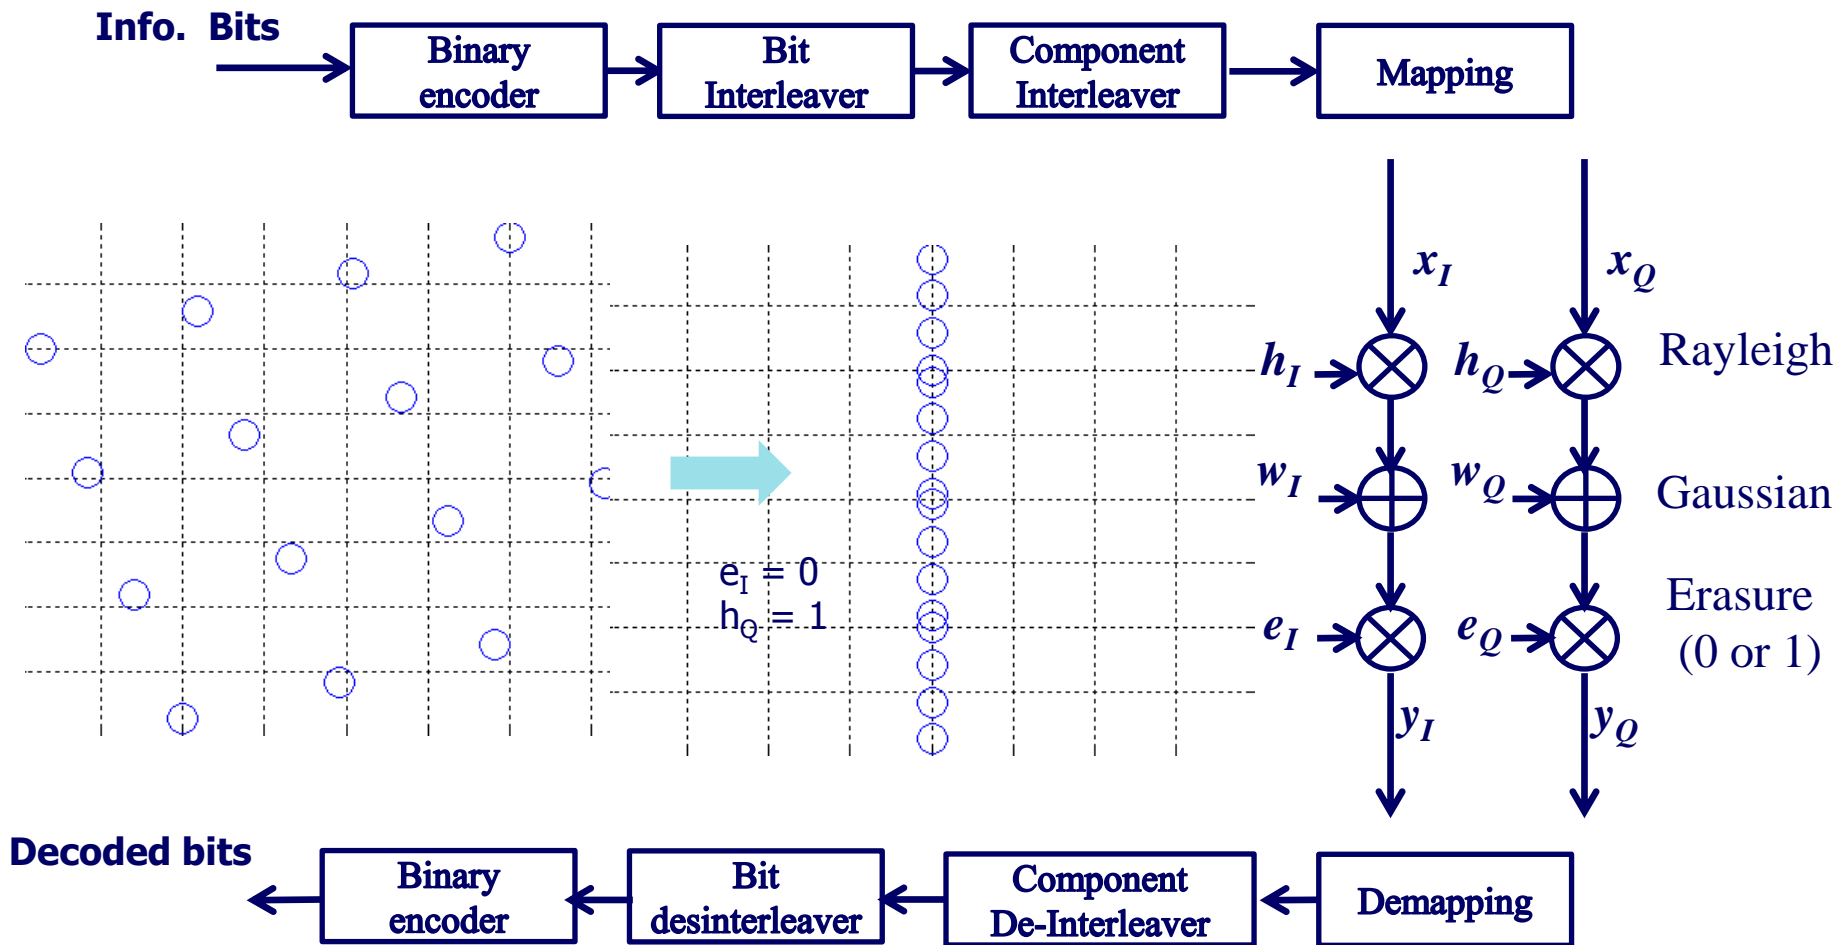 Info. Bits
Binary
encoder
Bit
Interleaver
Component
Interleaver
Mapping
x_I
x_Q
h_I
h_Q
Rayleigh
w_I
w_Q
Gaussian
e_I = 0
h_Q = 1
e_I
e_Q
Erasure
(0 or 1)
y_I
y_Q
Decoded bits
Binary
encoder
Bit
desinterleaver
Component
De-Interleaver
Demapping